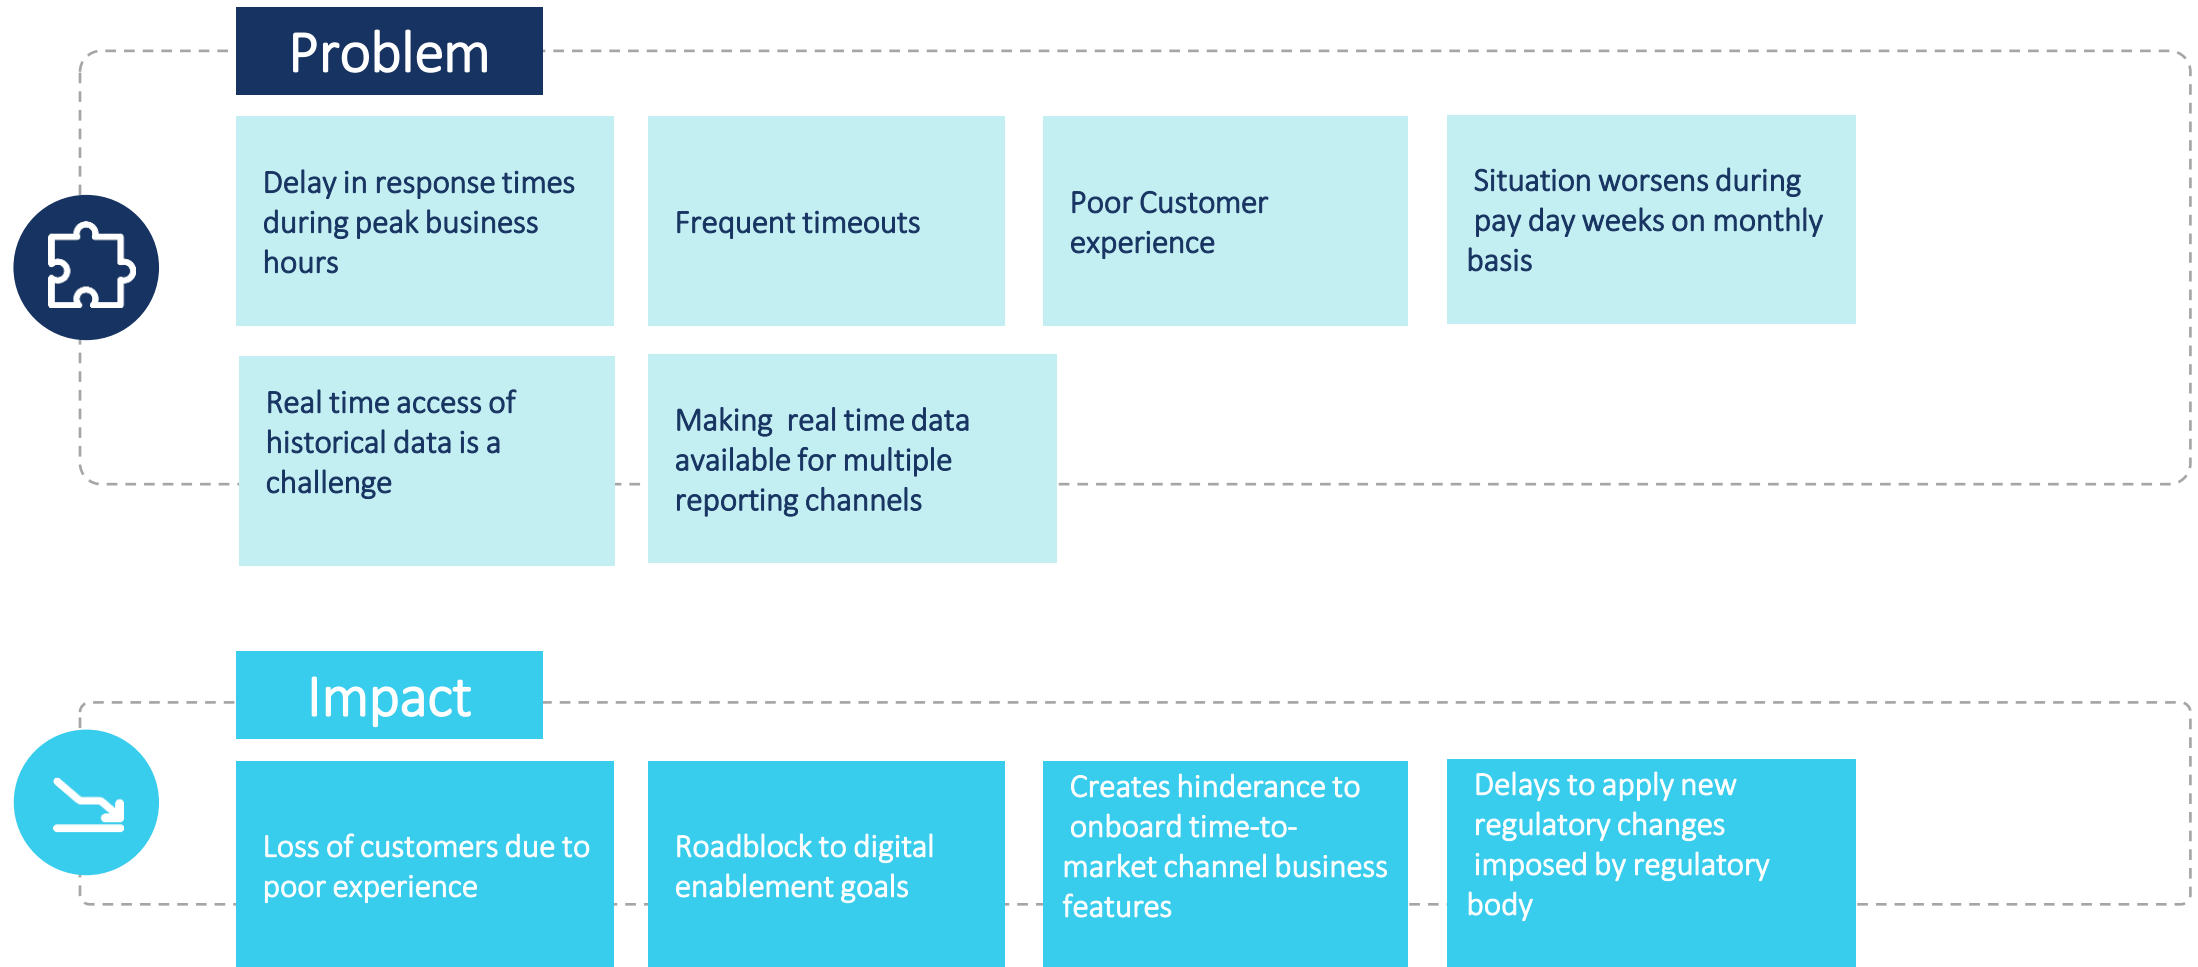 Problem
Delay in response times
during peak business
hours
Frequent timeouts
Poor Customer
experience
Situation worsens during
pay day weeks on monthly
basis
Real time access of
historical data is a
challenge
Making real time data
available for multiple
reporting channels
Impact
Loss of customers due to
poor experience
Roadblock to digital
enablement goals
Creates hinderance to
onboard time-to-
market channel business
features
Delays to apply new
regulatory changes
imposed by regulatory
body